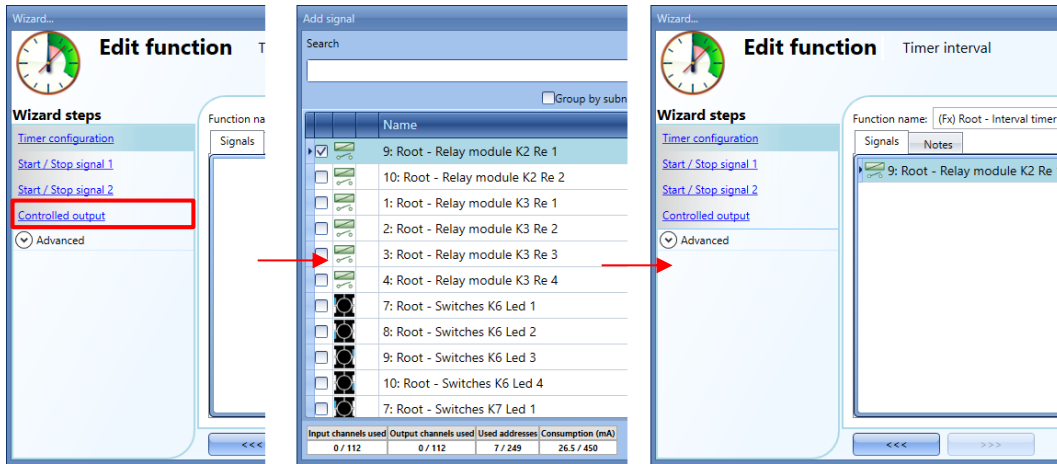 Wizard...
Edit function T
Wizard steps
Timer configuration
Start / Stop signal 1
Start / Stop signal 2
Controlled output
Advanced
Function na
Signals
<<<
Add signal
Search
Group by subn
Name
9: Root - Relay module K2 Re 1
10: Root - Relay module K2 Re 2
1: Root - Relay module K3 Re 1
2: Root - Relay module K3 Re 2
3: Root - Relay module K3 Re 3
4: Root - Relay module K3 Re 4
7: Root - Switches K6 Led 1
8: Root - Switches K6 Led 2
9: Root - Switches K6 Led 3
10: Root - Switches K6 Led 4
7: Root - Switches K7 Led 1
Input channels used Output channels used Used addresses Consumption (mA)
0 / 112 0 / 112 7 / 249 26.5 / 450
Wizard...
Edit function Timer interval
Wizard steps
Timer configuration
Start / Stop signal 1
Start / Stop signal 2
Controlled output
Advanced
Function name: (Fx) Root - Interval timer
Signals Notes
9: Root - Relay module K2 Re
<<< >>>